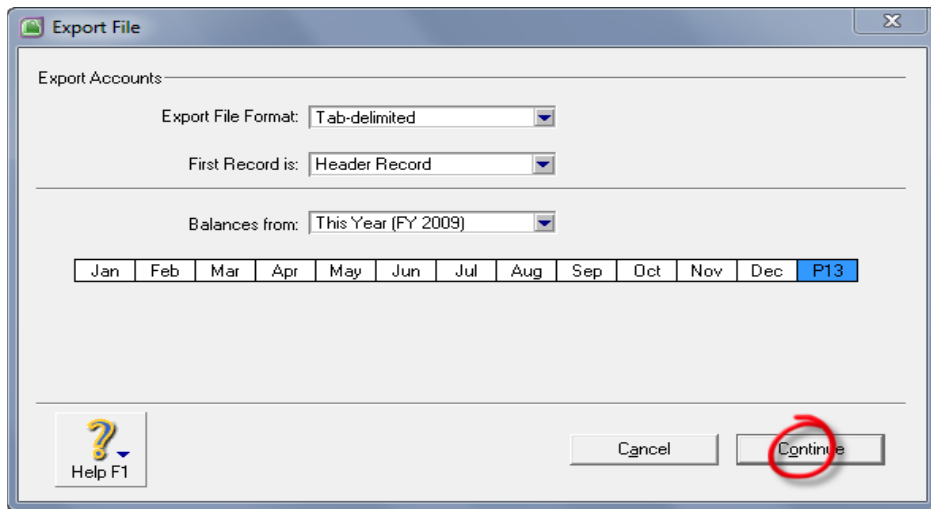 Export File
Export Accounts
Export File Format: Tab-delimited
First Record is: Header Record
Balances from: This Year (FY 2009)
Jan Feb Mar Apr May Jun Jul Aug Sep Oct Nov Dec P13
Cancel Continue
Help F1